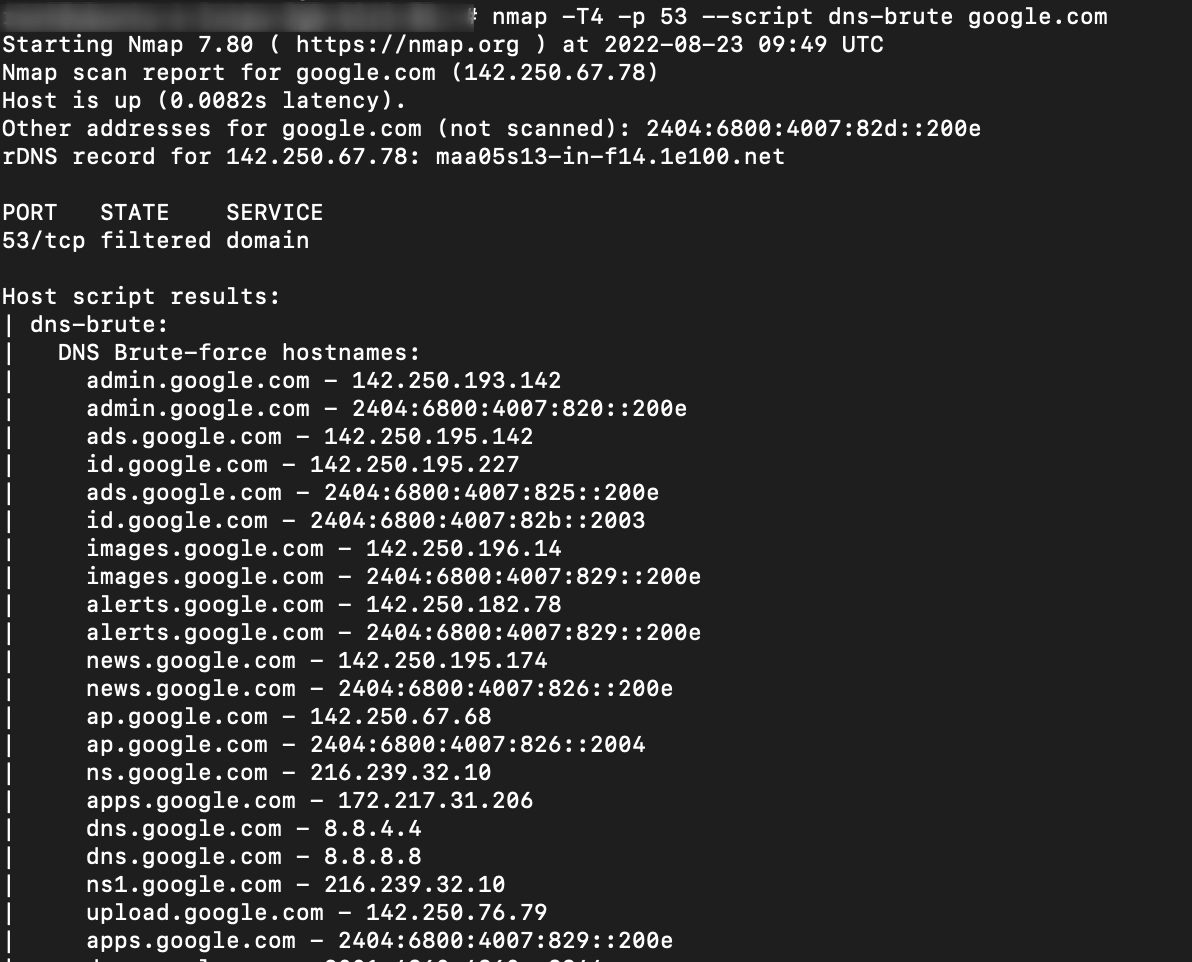 # nmap -T4 -p 53 --script dns-brute google.com
Starting Nmap 7.80 ( https://nmap.org ) at 2022-08-23 09:49 UTC
Nmap scan report for google.com (142.250.67.78)
Host is up (0.0082s latency).
Other addresses for google.com (not scanned): 2404:6800:4007:82d::200e
rDNS record for 142.250.67.78: maa05s13-in-f14.1e100.net
PORT   STATE    SERVICE
53/tcp filtered domain
Host script results:
| dns-brute:
|   DNS Brute-force hostnames:
|     admin.google.com - 142.250.193.142
|     admin.google.com - 2404:6800:4007:820::200e
|     ads.google.com - 142.250.195.142
|     id.google.com - 142.250.195.227
|     ads.google.com - 2404:6800:4007:825::200e
|     id.google.com - 2404:6800:4007:82b::2003
|     images.google.com - 142.250.196.14
|     images.google.com - 2404:6800:4007:829::200e
|     alerts.google.com - 142.250.182.78
|     alerts.google.com - 2404:6800:4007:829::200e
|     news.google.com - 142.250.195.174
|     news.google.com - 2404:6800:4007:826::200e
|     ap.google.com - 142.250.67.68
|     ap.google.com - 2404:6800:4007:826::2004
|     ns.google.com - 216.239.32.10
|     apps.google.com - 172.217.31.206
|     dns.google.com - 8.8.4.4
|     dns.google.com - 8.8.8.8
|     ns1.google.com - 216.239.32.10
|     upload.google.com - 142.250.76.79
|     apps.google.com - 2404:6800:4007:829::200e